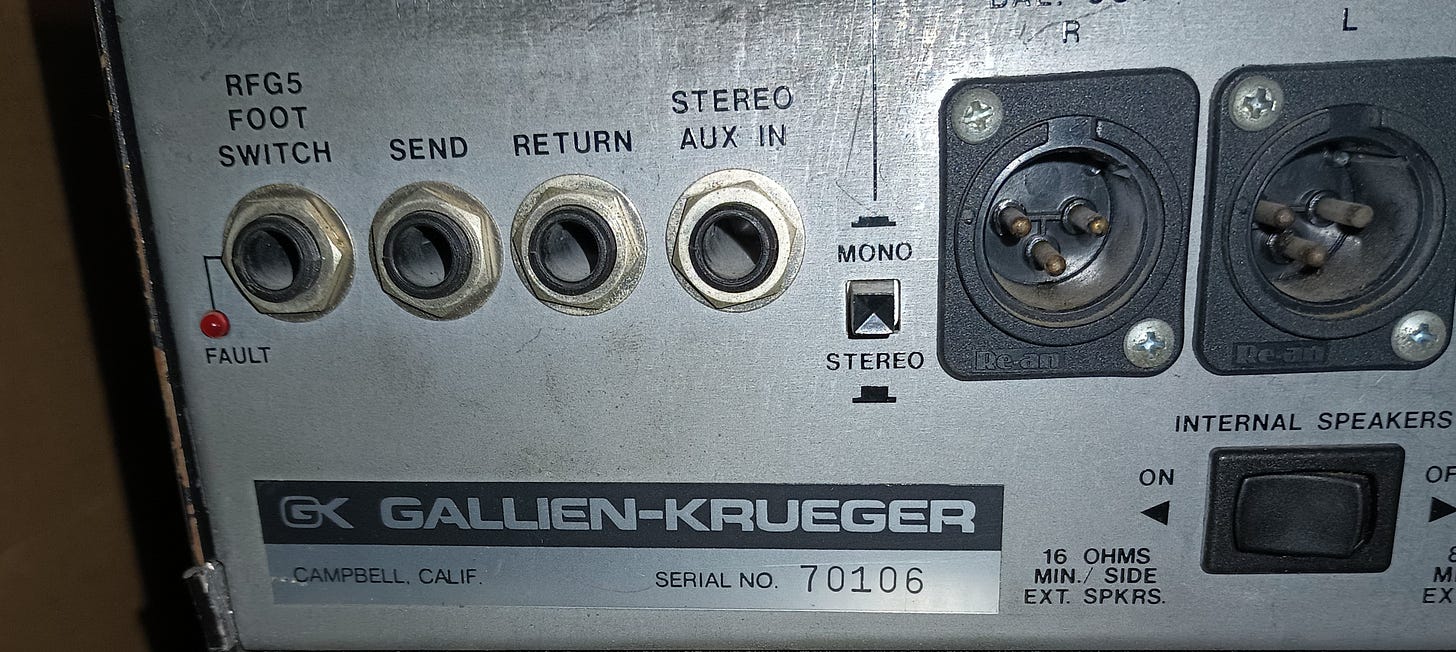 RFG5
FOOT
SWITCH
SEND
RETURN
STEREO
AUX IN
R
L
MONO
STEREO
FAULT
Re-an
Re-an
INTERNAL SPEAKERS
ON
16 OHMS
MIN./ SIDE
EXT. SPKRS.
GK GALLIEN-KRUEGER
CAMPBELL, CALIF.
SERIAL NO. 70106